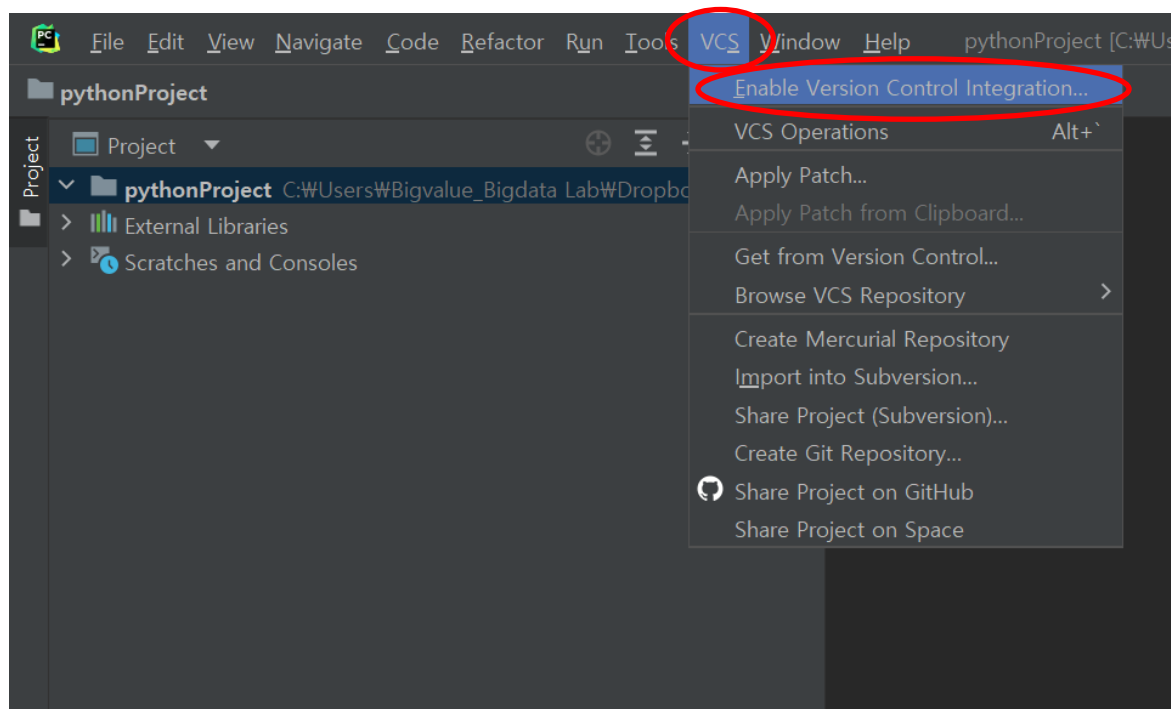 PC File Edit View Navigate Code Refactor Run Tools VCS Window Help pythonProject [C:₩Us
pythonProject
Enable Version Control Integration...
Project
Project
VCS Operations Alt+`
pythonProject C:₩Users₩Bigvalue_Bigdata Lab₩Dropbo
Apply Patch...
External Libraries
Apply Patch from Clipboard...
Scratches and Consoles
Get from Version Control...
Browse VCS Repository
Create Mercurial Repository
Import into Subversion...
Share Project (Subversion)...
Create Git Repository...
Share Project on GitHub
Share Project on Space